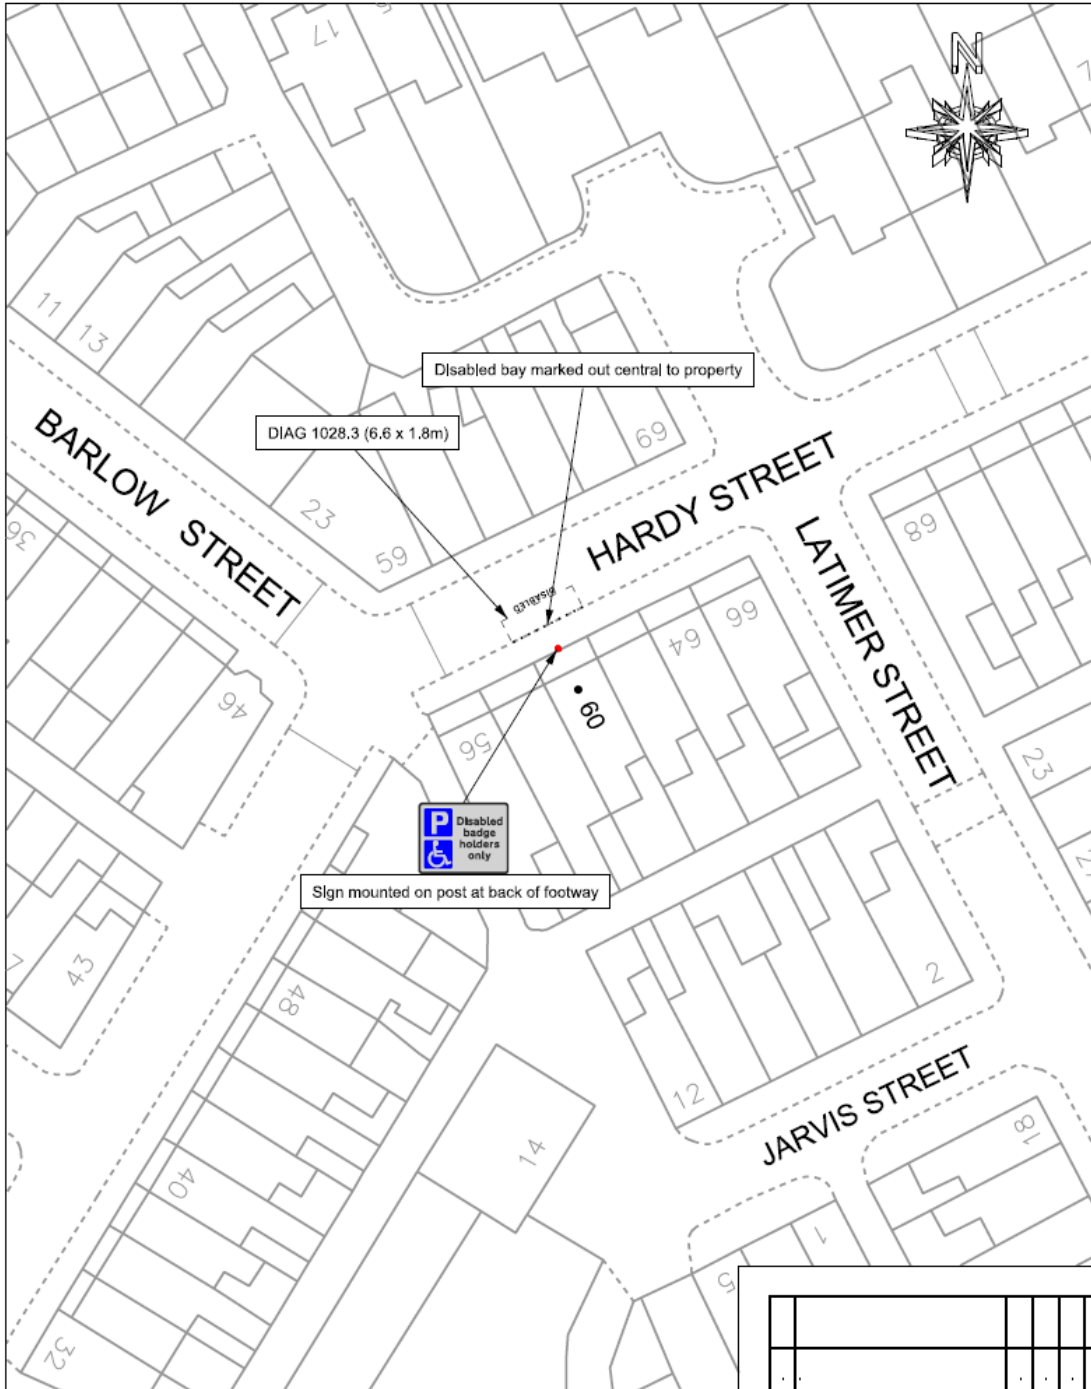 17
N
11
13
Disabled bay marked out central to property
DIAG 1028.3 (6.6 x 1.8m)
69
BARLOW STREET
HARDY STREET
23
59
36
68
LATIMER STREET
DISABLED
66
64
46
60
56
23
P
Disabled
badge
holders
only
Sign mounted on post at back of footway
43
2
48
12
JARVIS STREET
18
14
40
1
5
32